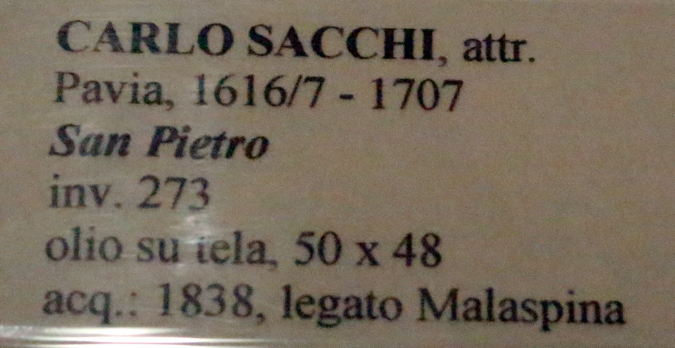 CARLO SACCHI, attr.
Pavia, 1616/7 - 1707
San Pietro
inv. 273
olio su tela, 50 x 48
acq.: 1838, legato Malaspina